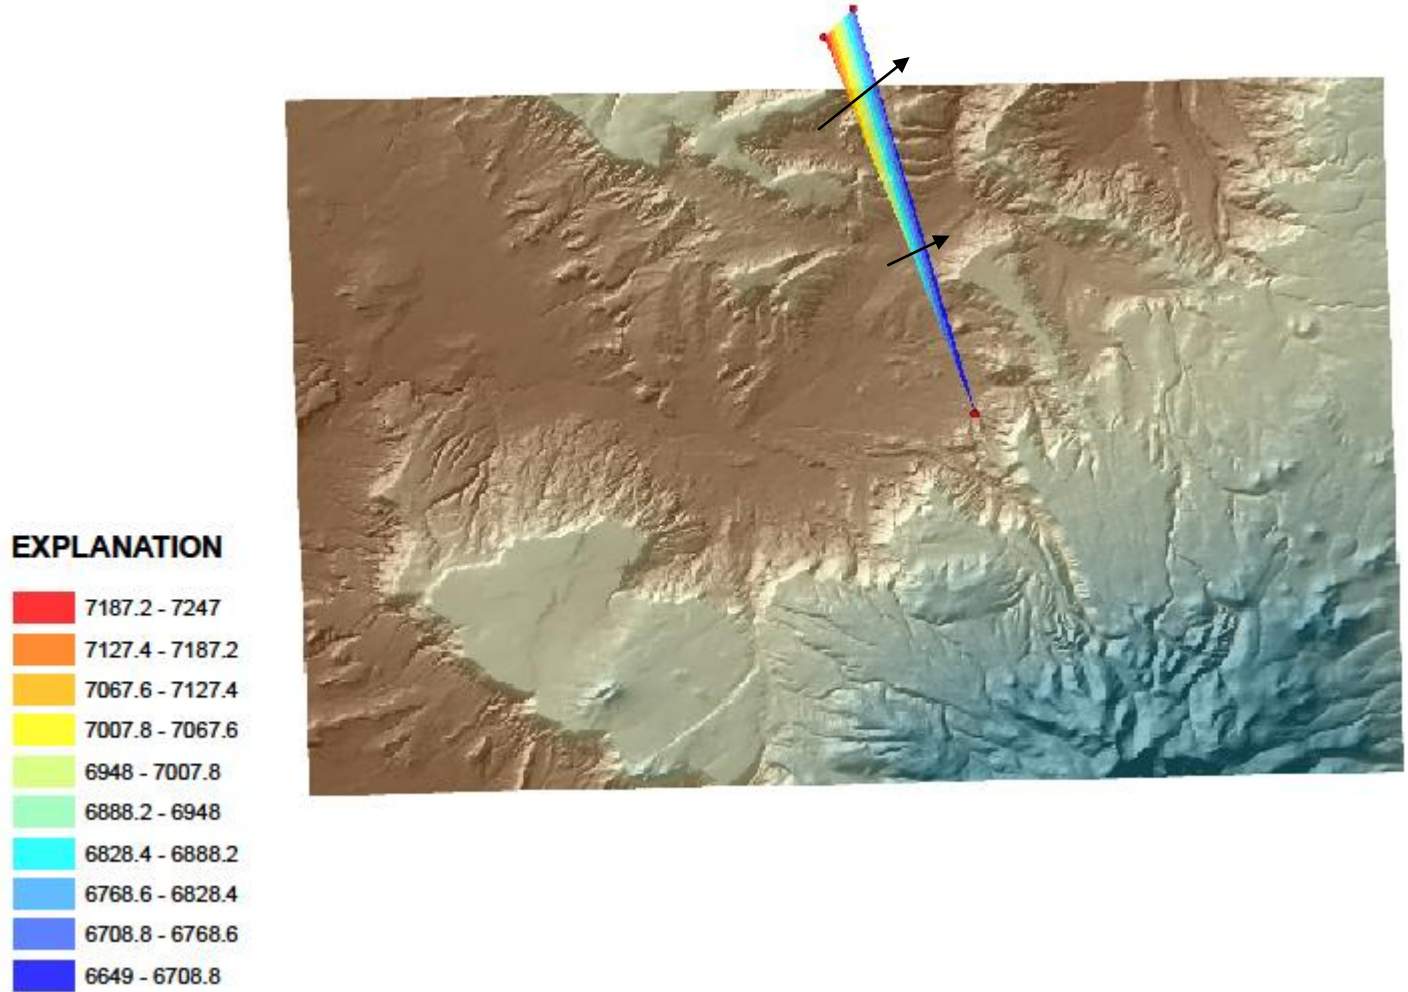 EXPLANATION
7187.2 - 7247
7127.4 - 7187.2
7067.6 - 7127.4
7007.8 - 7067.6
6948 - 7007.8
6888.2 - 6948
6828.4 - 6888.2
6768.6 - 6828.4
6708.8 - 6768.6
6649 - 6708.8